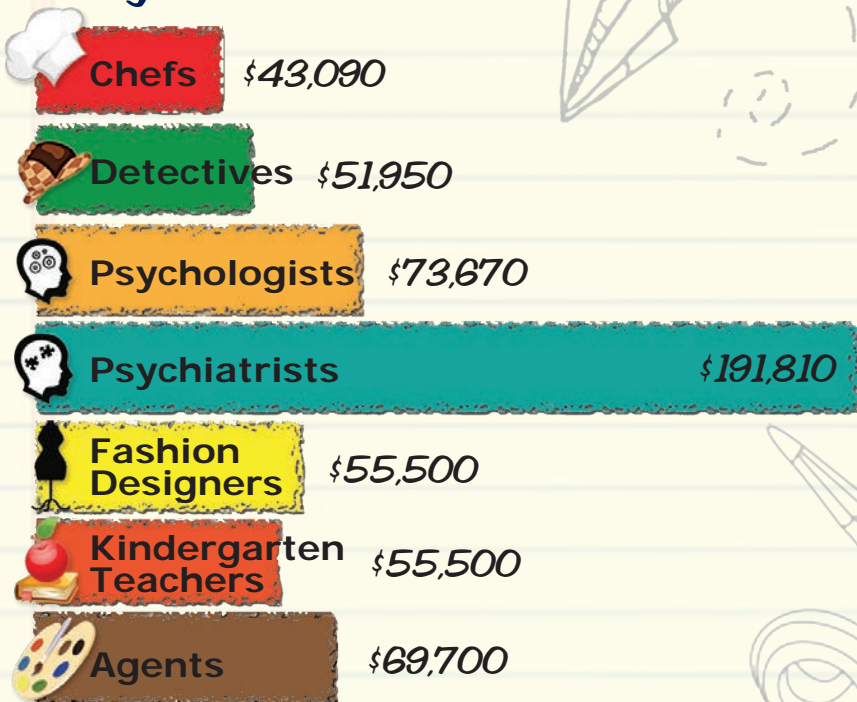 Chefs $43,090
Detectives $51,950
Psychologists $73,670
Psychiatrists $191,810
Fashion
Designers $55,500
Kindergarten
Teachers $55,500
Agents $69,700